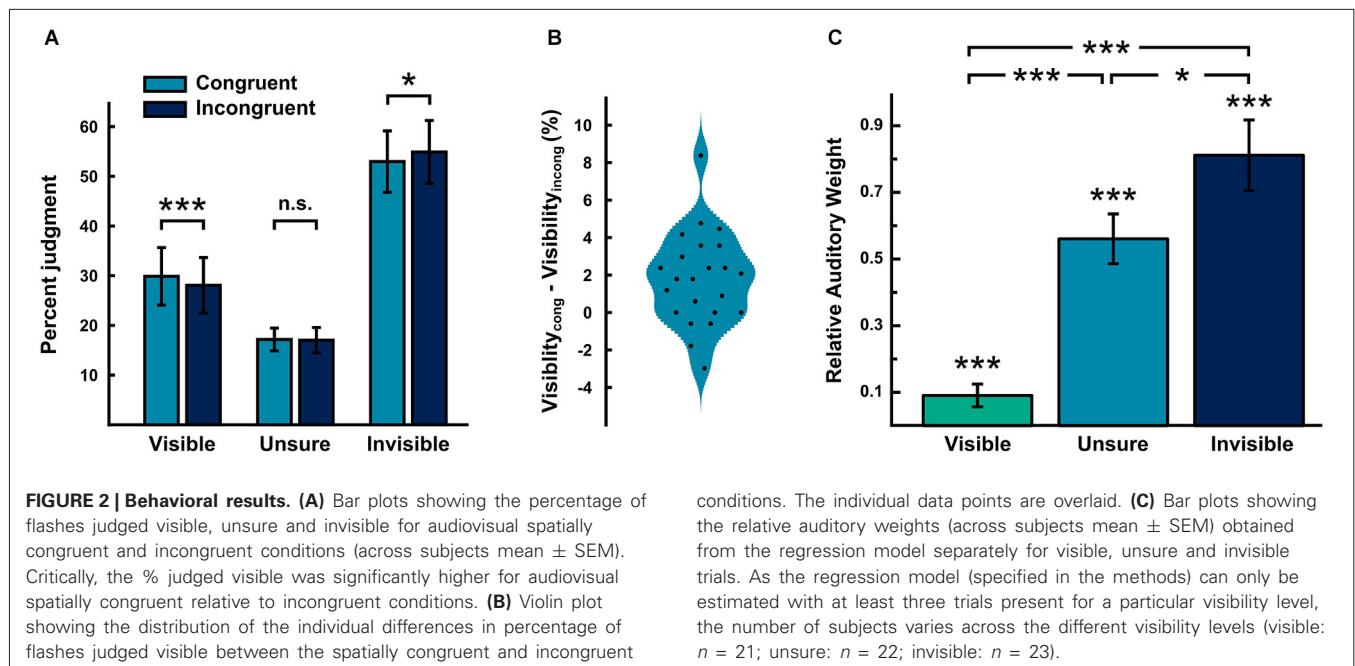 A
Congruent
Incongruent
Percent judgment
60
50
40
30
20
10
***
n.s.
*
Visible
Unsure
Invisible
B
Visiblity cong - Visibility incong (%)
10
8
6
4
2
0
-2
-4
C
Relative Auditory Weight
0.9
0.7
0.5
0.3
0.1
***
***
*
***
***
***
Visible
Unsure
Invisible
FIGURE 2 | Behavioral results. (A) Bar plots showing the percentage of
flashes judged visible, unsure and invisible for audiovisual spatially
congruent and incongruent conditions (across subjects mean ± SEM).
Critically, the % judged visible was significantly higher for audiovisual
spatially congruent relative to incongruent conditions. (B) Violin plot
showing the distribution of the individual differences in percentage of
flashes judged visible between the spatially congruent and incongruent
conditions. The individual data points are overlaid. (C) Bar plots showing
the relative auditory weights (across subjects mean ± SEM) obtained
from the regression model separately for visible, unsure and invisible
trials. As the regression model (specified in the methods) can only be
estimated with at least three trials present for a particular visibility level,
the number of subjects varies across the different visibility levels (visible:
n = 21; unsure: n = 22; invisible: n = 23).